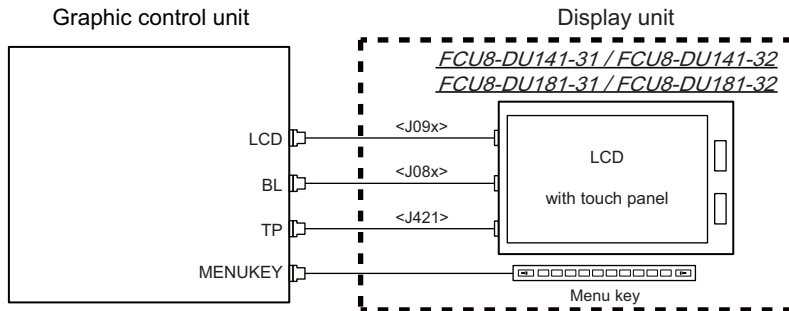 Graphic control unit
Display unit
FCU8-DU141-31 / FCU8-DU141-32
FCU8-DU181-31 / FCU8-DU181-32
LCD
<J09x>
BL
<J08x>
TP
<J421>
MENUKEY
LCD
with touch panel
Menu key